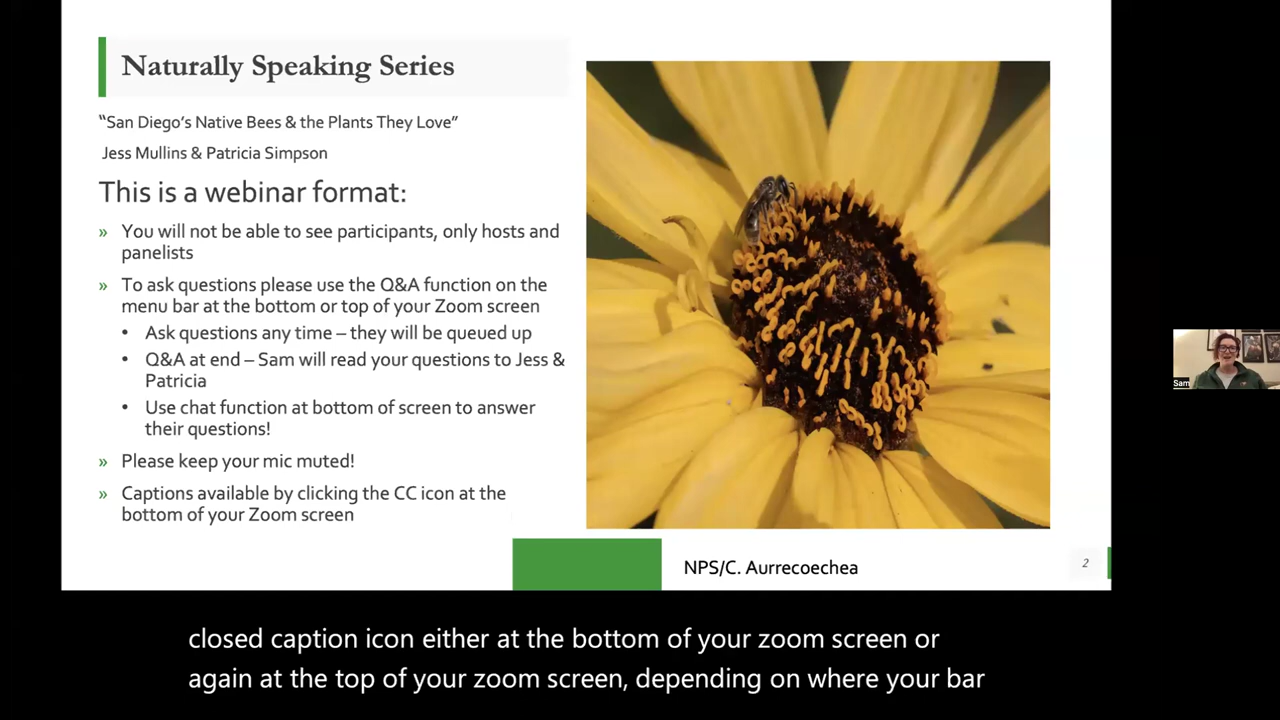 Naturally Speaking Series
“San Diego’s Native Bees & the Plants They Love”
Jess Mullins & Patricia Simpson
This is a webinar format:
» You will not be able to see participants, only hosts and
panelists
» To ask questions please use the Q&A function on the
menu bar at the bottom or top of your Zoom screen
• Ask questions any time – they will be queued up
• Q&A at end – Sam will read your questions to Jess &
Patricia
• Use chat function at bottom of screen to answer
their questions!
» Please keep your mic muted!
» Captions available by clicking the CC icon at the
bottom of your Zoom screen
NPS/C. Aurrecoechea
2
Sam
closed caption icon either at the bottom of your zoom screen or
again at the top of your zoom screen, depending on where your bar